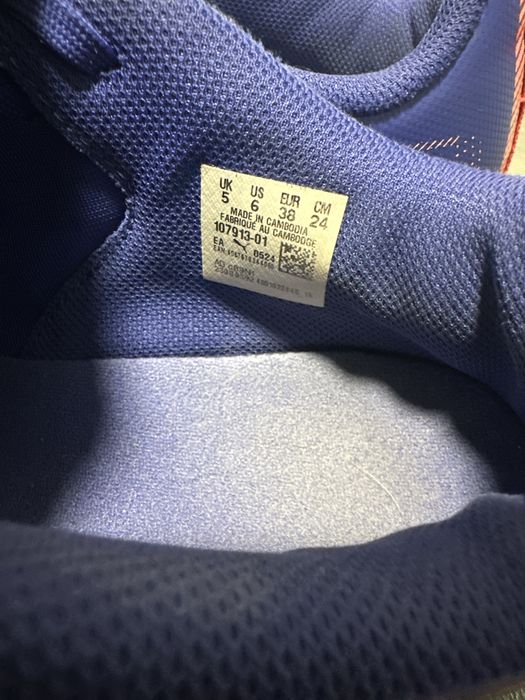 UK US EUR CM
5 6 38 24
MADE IN CAMBODIA
FABRIQUE AU CAMBODGE
107913-01
EA 0524